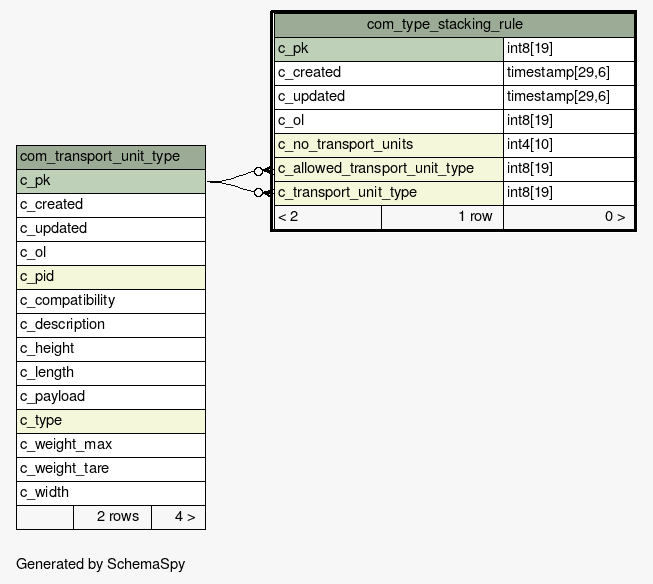 com_type_stacking_rule
c_pk int8[19]
c_created timestamp[29,6]
c_updated timestamp[29,6]
c_ol int8[19]
c_no_transport_units int4[10]
c_allowed_transport_unit_type int8[19]
c_transport_unit_type int8[19]
< 2 1 row 0 >
com_transport_unit_type
c_pk
c_created
c_updated
c_ol
c_pid
c_compatibility
c_description
c_height
c_length
c_payload
c_type
c_weight_max
c_weight_tare
c_width
2 rows 4 >
Generated by SchemaSpy